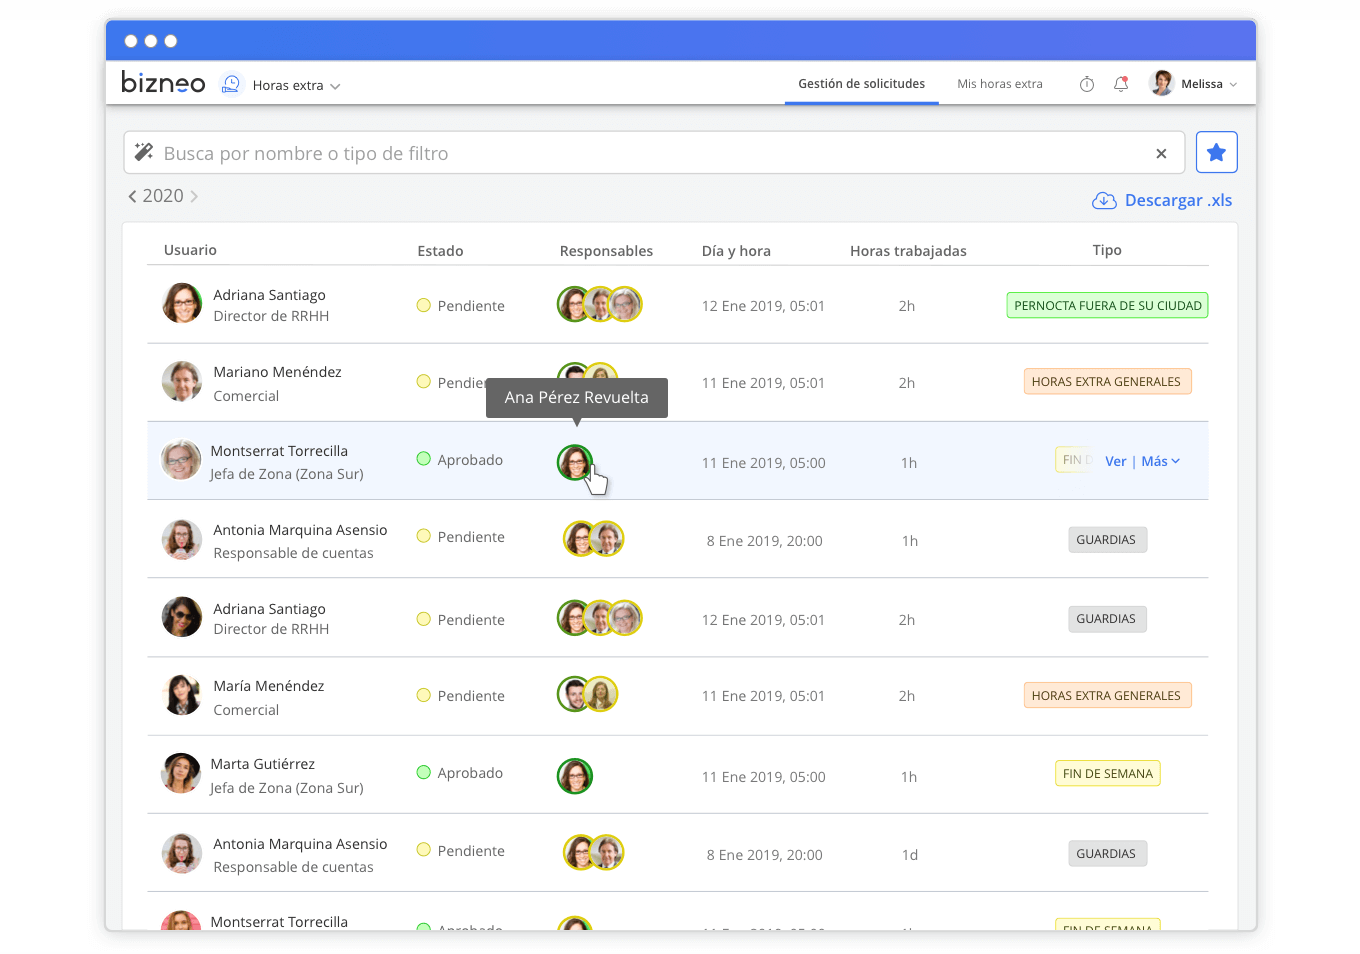 bizneo Horas extra Gestión de solicitudes Mis horas extra Melissa
Busca por nombre o tipo de filtro
2020
Descargar .xls
Usuario Estado Responsables Día y hora Horas trabajadas Tipo
Adriana Santiago
Director de RRHH
Pendiente 12 Ene 2019, 05:01 2h PERNOCTA FUERA DE SU CIUDAD
Mariano Menéndez
Comercial
Pendie 11 Ene 2019, 05:01 2h HORAS EXTRA GENERALES
Ana Pérez Revuelta
Montserrat Torrecilla
Jefa de Zona (Zona Sur)
Aprobado 11 Ene 2019, 05:00 1h FIN D Ver | Más
Antonia Marquina Asensio
Responsable de cuentas
Pendiente 8 Ene 2019, 20:00 1h GUARDIAS
Adriana Santiago
Director de RRHH
Pendiente 12 Ene 2019, 05:01 2h GUARDIAS
María Menéndez
Comercial
Pendiente 11 Ene 2019, 05:01 2h HORAS EXTRA GENERALES
Marta Gutiérrez
Jefa de Zona (Zona Sur)
Aprobado 11 Ene 2019, 05:00 1h FIN DE SEMANA
Antonia Marquina Asensio
Responsable de cuentas
Pendiente 8 Ene 2019, 20:00 1d GUARDIAS
Montserrat Torrecilla
Aprobado FIN DE SEMANA